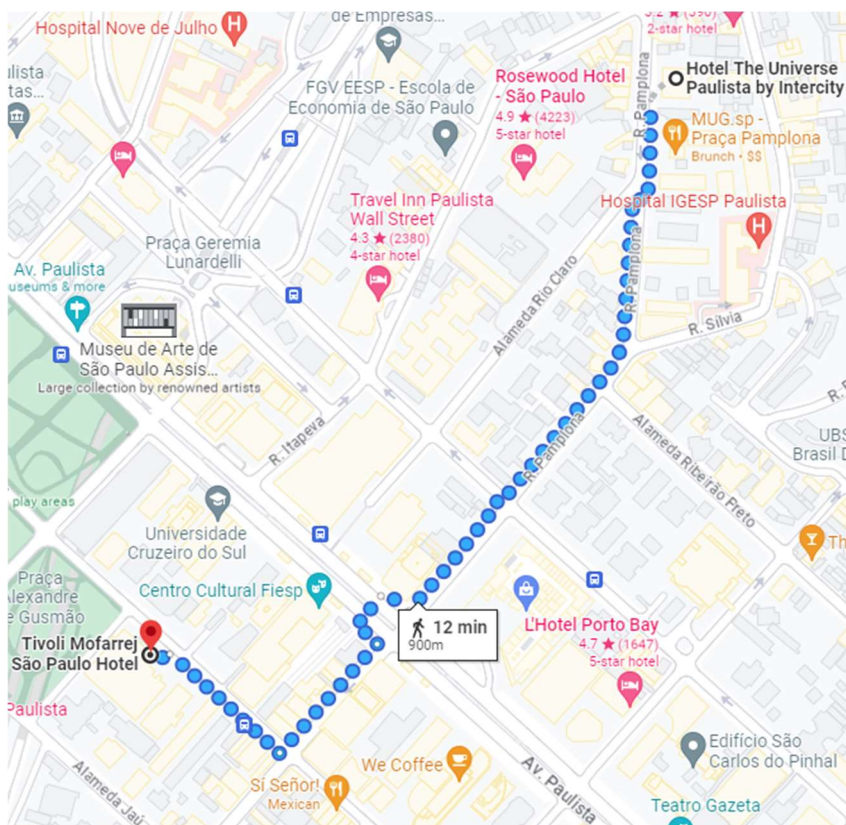 de Empresas...
Hospital Nove de Julho
H
3.2 ★ (390)
2-star hotel
Rosewood Hotel
- São Paulo
4.9 ★ (4223)
5-star hotel
Hotel The Universe
Paulista by Intercity
FGV EESP - Escola de
Economia de São Paulo
R. Pamplona
MUG.sp -
Praça Pamplona
Brunch • $$
Travel Inn Paulista
Wall Street
4.3 ★ (2380)
4-star hotel
Hospital IGESP Paulista
H
Praça Geremia
Lunardelli
Av. Paulista
useums & more
Alameda Rio Claro
R. Pamplona
R. Sílvia
Museu de Arte de
São Paulo Assis...
Large collection by renowned artists
R. Itapeva
R. Pamplona
Alameda Ribeirão Preto
UBS
Brasil D
play areas
Universidade
Cruzeiro do Sul
Th
Praça
Alexandre
e Gusmão
Centro Cultural Fiesp
12 min
900m
L'Hotel Porto Bay
4.7 ★ (1647)
5-star hotel
Tivoli Mofarrej
São Paulo Hotel
Paulista
Edifício São
Carlos do Pinhal
We Coffee
Av. Paulista
Sí Señor!
Mexican
Alameda Jaú
Teatro Gazeta